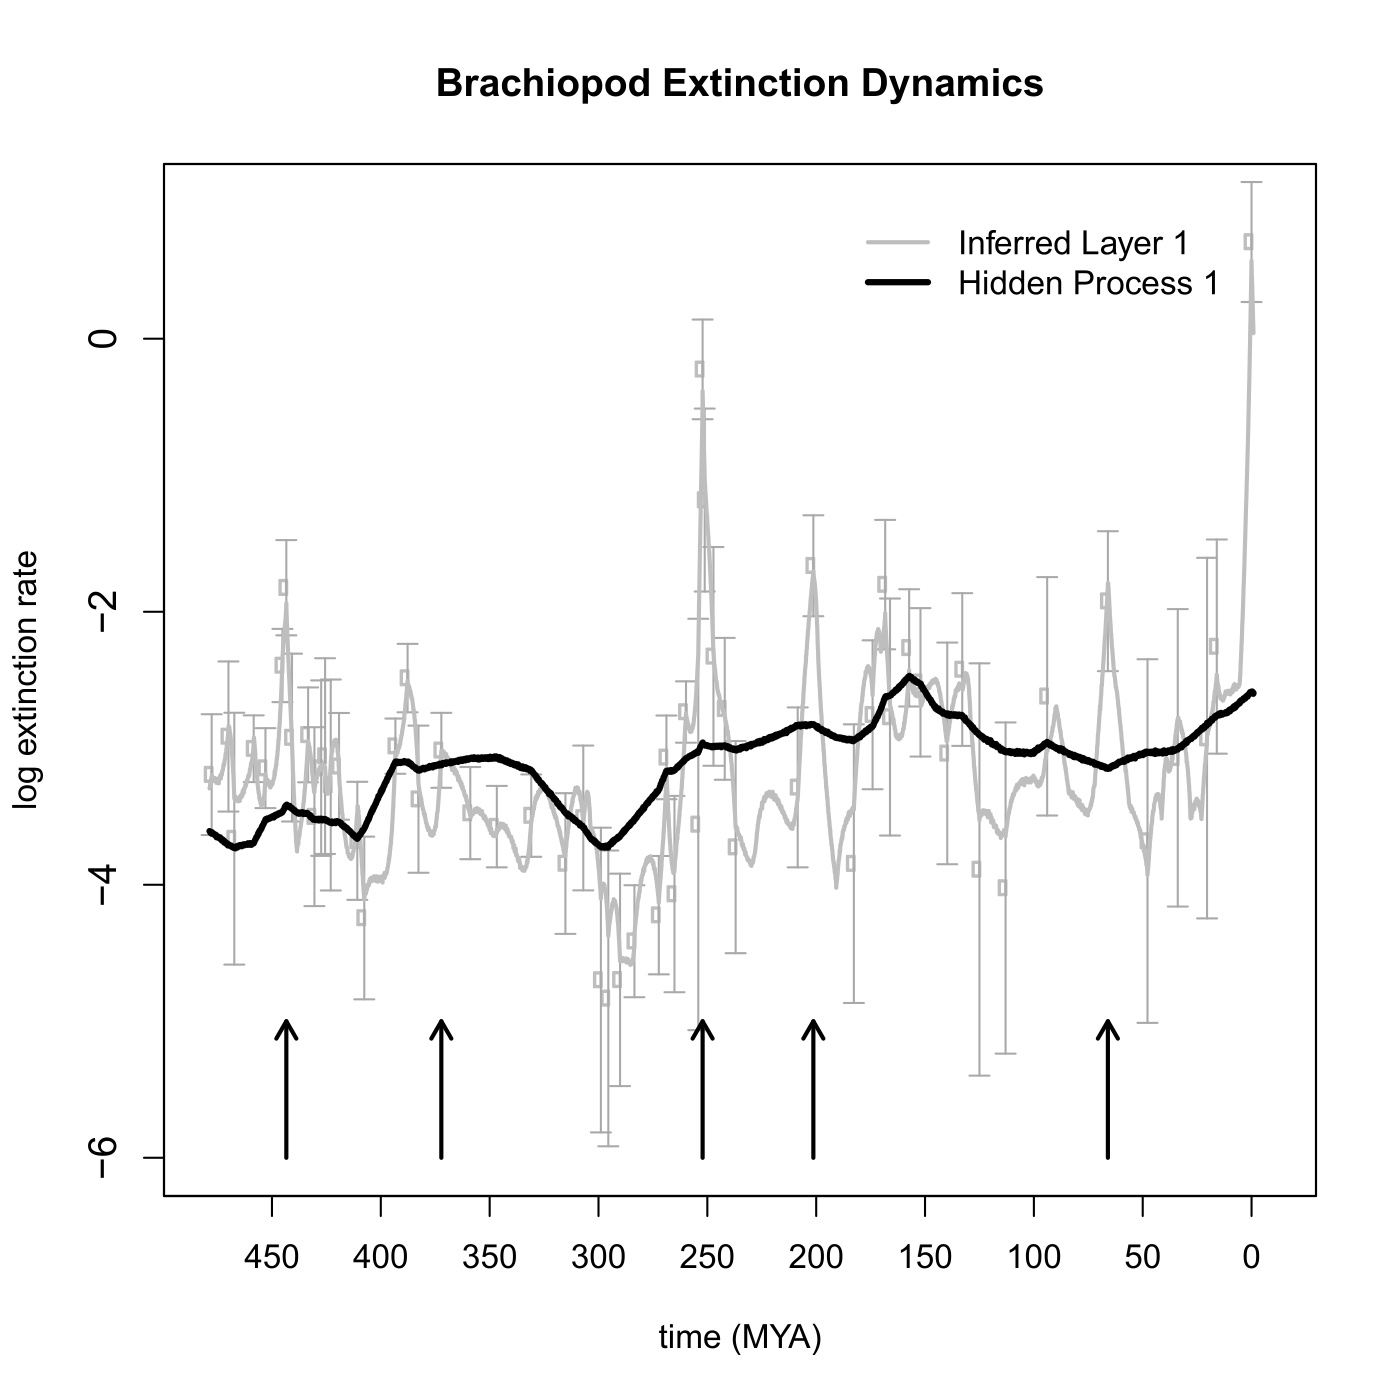 Brachiopod Extinction Dynamics
Inferred Layer 1
Hidden Process 1
log extinction rate
0
−2
−4
−6
450 400 350 300 250 200 150 100 50 0
time (MYA)